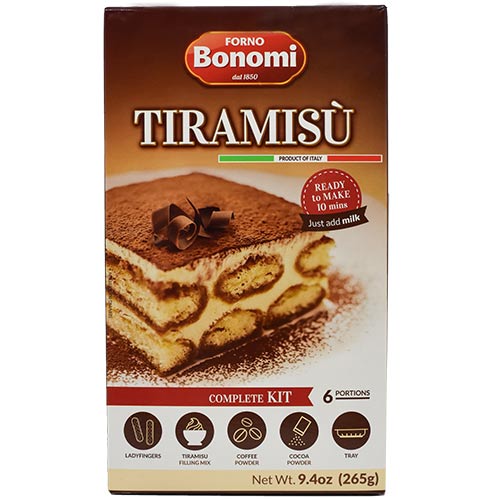 FORNO
Bonomi
dal 1850
TIRAMISÙ
PRODUCT OF ITALY
READY
to MAKE
10 mins
Just add milk
COMPLETE KIT
6 PORTIONS
LADYFINGERS
TIRAMISU
FILLING MIX
COFFEE
POWDER
COCOA
POWDER
TRAY
Net Wt. 9.4oz (265g)